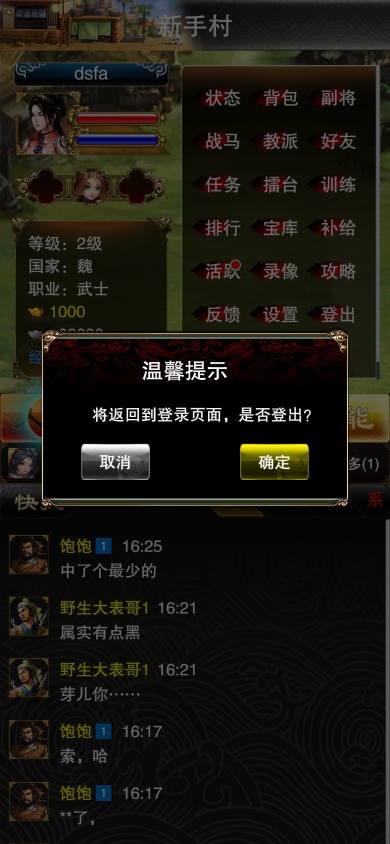 新手村
dsfa
状态 背包 副将
战马 教派 好友
任务 擂台 训练
排行 宝库 补给
活跃 录像 攻略
反馈 设置 登出
等级：2级
国家：魏
职业：武士
1000
经
温馨提示
将返回到登录页面，是否登出?
取消 确定
能
多(1)
系
饱饱 1 16:25
中了个最少的
野生大表哥1 16:21
属实有点黑
野生大表哥1 16:21
芽儿你……
饱饱 1 16:17
索，哈
饱饱 1 16:17
**了，